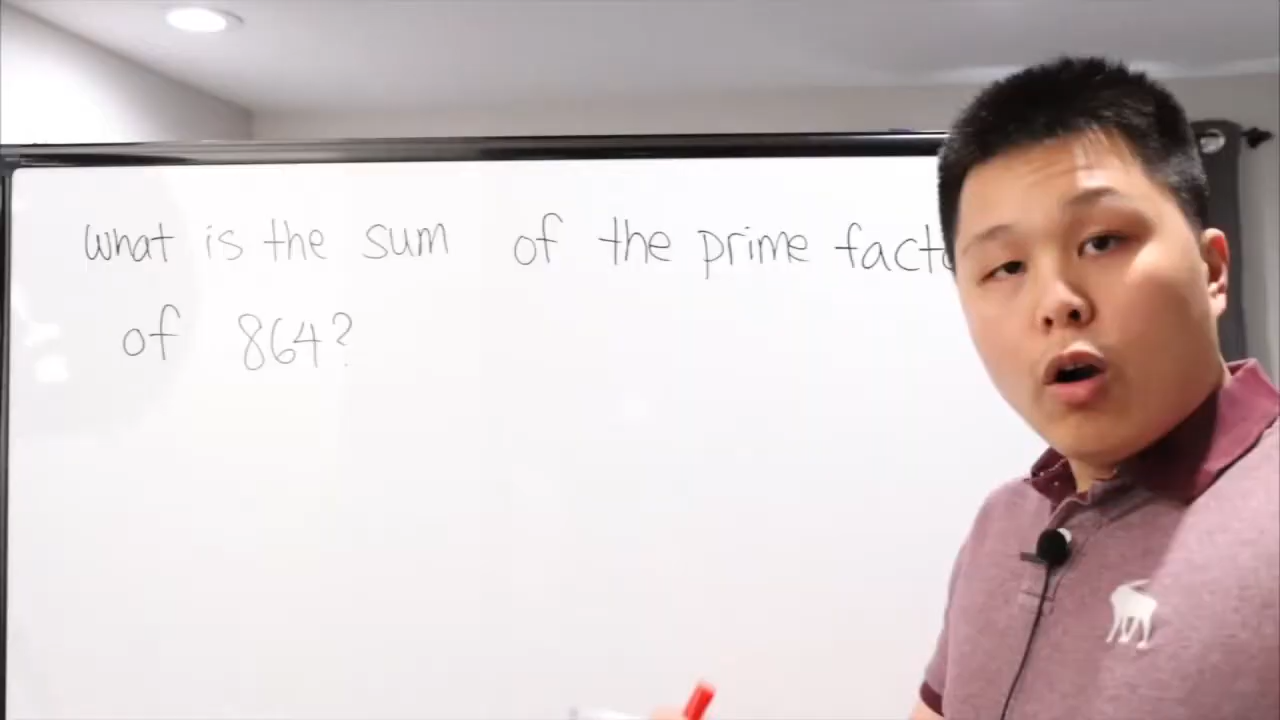 what is the sum of the prime facto
of 864?